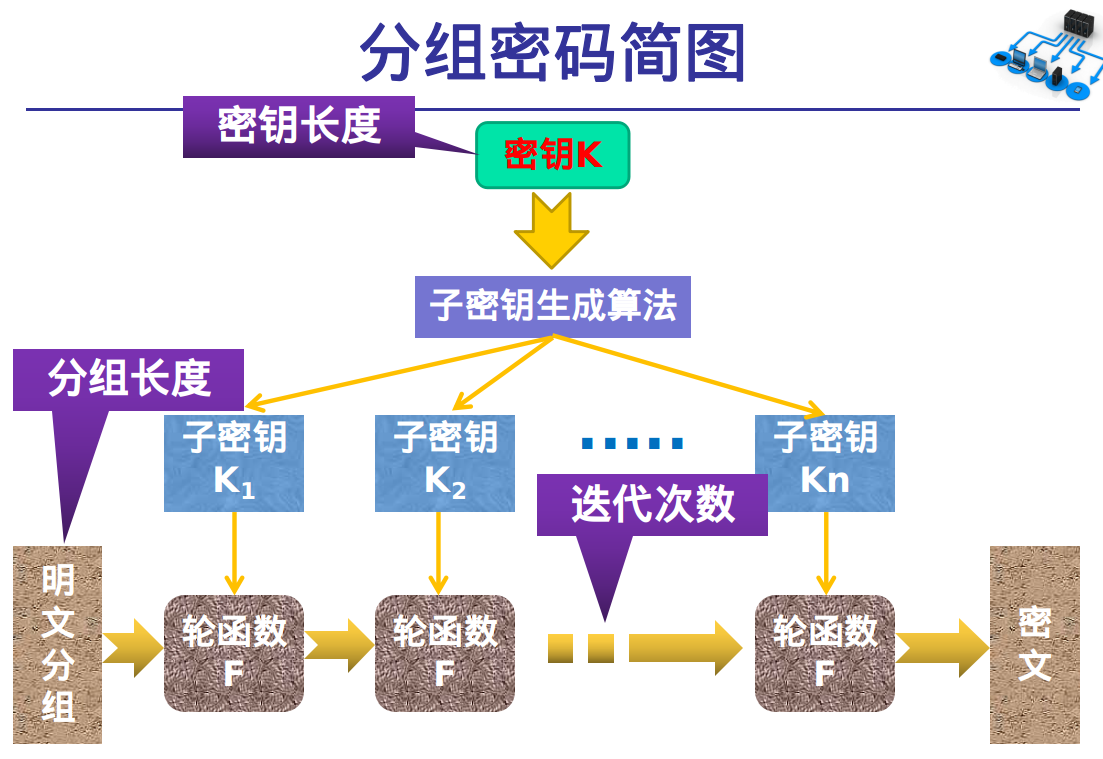 分组密码简图
密钥长度
密钥K
子密钥生成算法
分组长度
子密钥
K1
子密钥
K2
.....
子密钥
Kn
迭代次数
明
文
分
组
轮函数
F
轮函数
F
轮函数
F
密
文